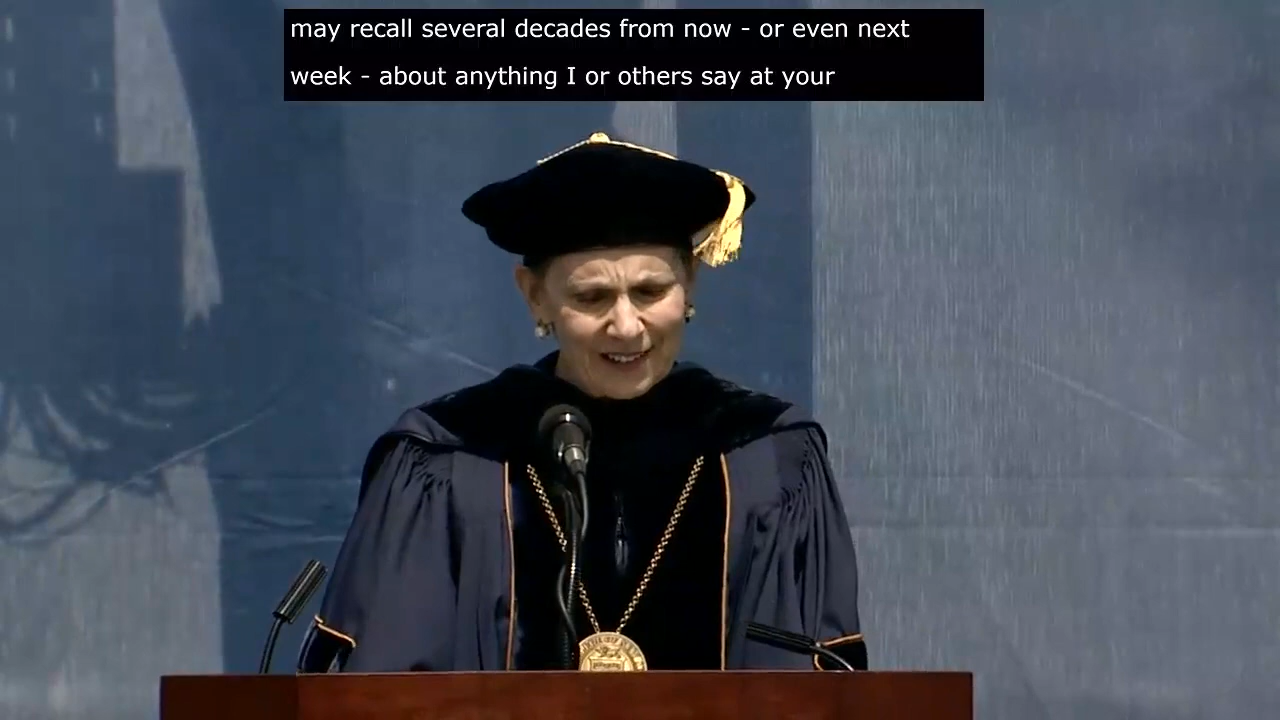 may recall several decades from now - or even next
week - about anything I or others say at your